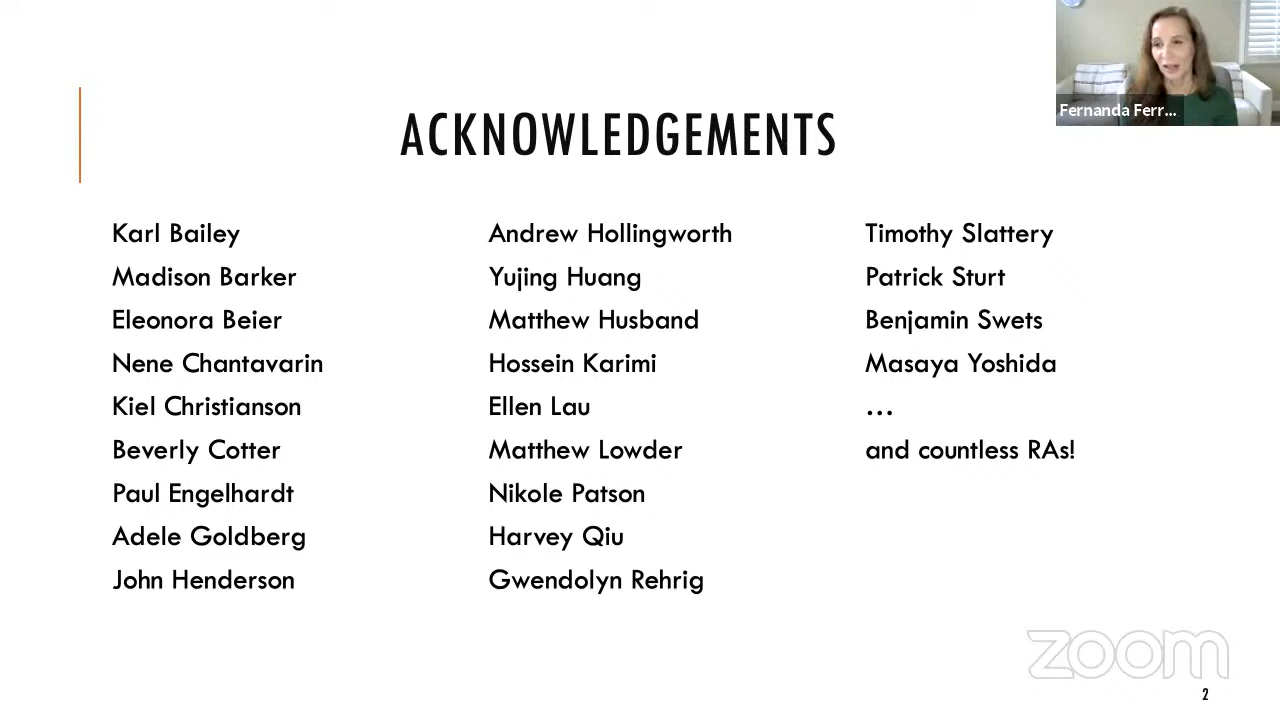 Fernanda Ferr...
ACKNOWLEDGEMENTS
Karl Bailey
Madison Barker
Eleonora Beier
Nene Chantavarin
Kiel Christianson
Beverly Cotter
Paul Engelhardt
Adele Goldberg
John Henderson
Andrew Hollingworth
Yujing Huang
Matthew Husband
Hossein Karimi
Ellen Lau
Matthew Lowder
Nikole Patson
Harvey Qiu
Gwendolyn Rehrig
Timothy Slattery
Patrick Sturt
Benjamin Swets
Masaya Yoshida
...
and countless RAs!
zoom
2